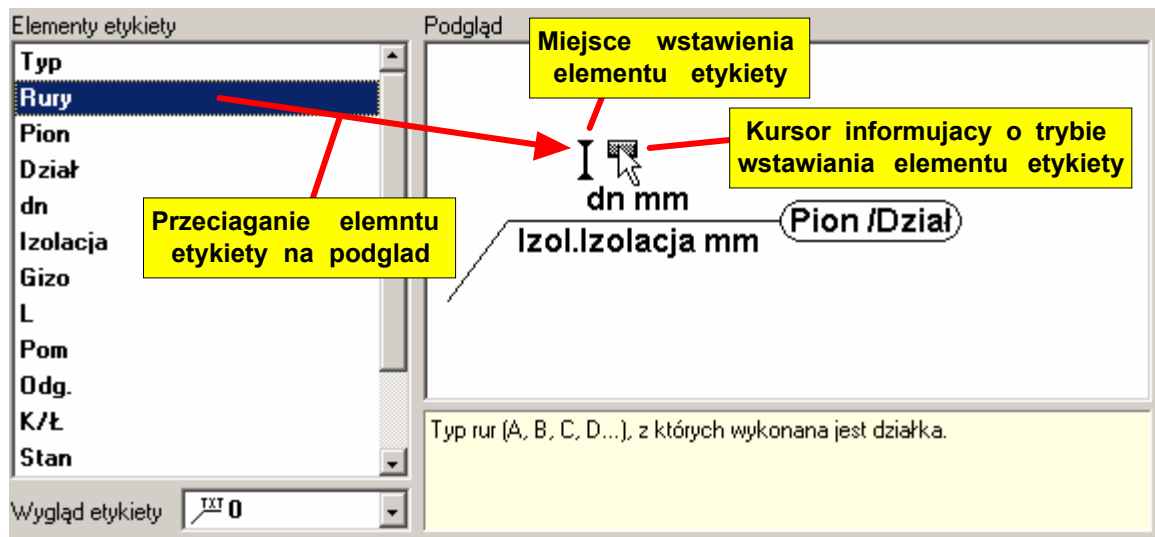 Elementy etykiety
Typ
Rury
Pion
Dział
dn
Izolacja
Gizo
L
Pom
Odg.
K/Ł
Stan
Wygląd etykiety
TXT 0
Przeciaganie elemntu
etykiety na podglad
Podgląd
Miejsce wstawienia
elementu etykiety
Kursor informujacy o trybie
wstawiania elementu etykiety
dn mm
Izol.Izolacja mm
Pion /Dział
Typ rur (A, B, C, D...), z których wykonana jest działka.